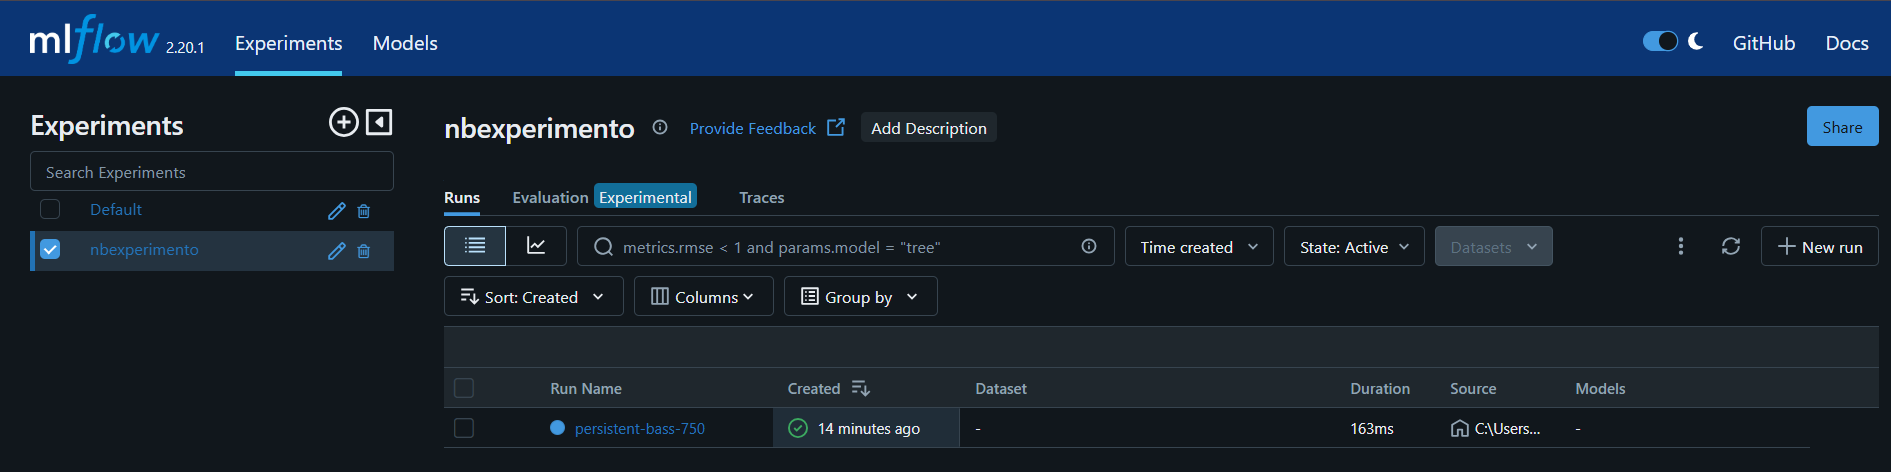 mlflow 2.20.1 Experiments Models GitHub Docs
Experiments
Search Experiments
Default
nbexperimento
nbexperimento Provide Feedback Add Description Share
Runs Evaluation Experimental Traces
metrics.rmse < 1 and params.model = "tree" Time created State: Active Datasets New run
Sort: Created Columns Group by
Run Name Created Dataset Duration Source Models
persistent-bass-750 14 minutes ago - 163ms C:\Users... -